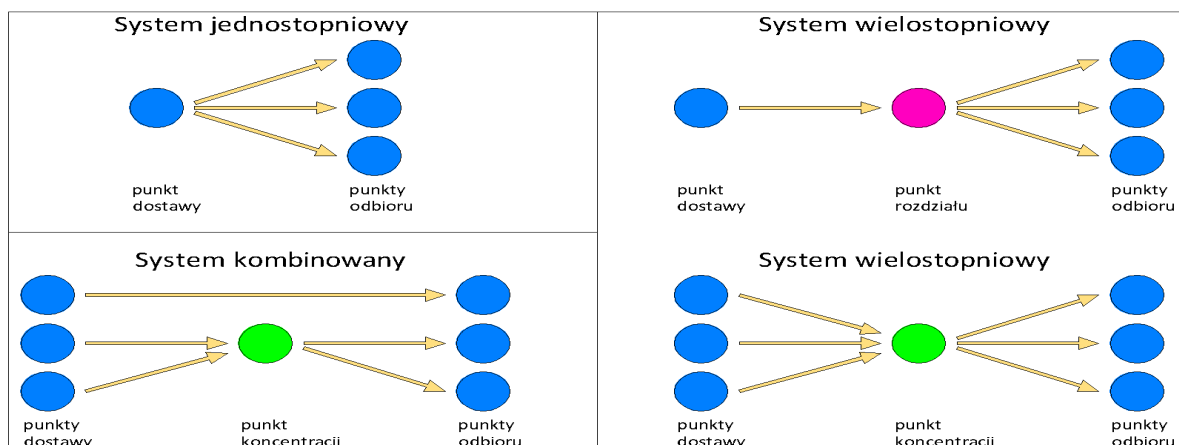 System jednostopniowy
punkt
dostawy
punkty
odbioru
System wielostopniowy
punkt
dostawy
punkt
rozdziału
punkty
odbioru
System kombinowany
punkty
dostawy
punkt
koncentracji
punkty
odbioru
System wielostopniowy
punkty
dostawy
punkt
koncentracji
punkty
odbioru